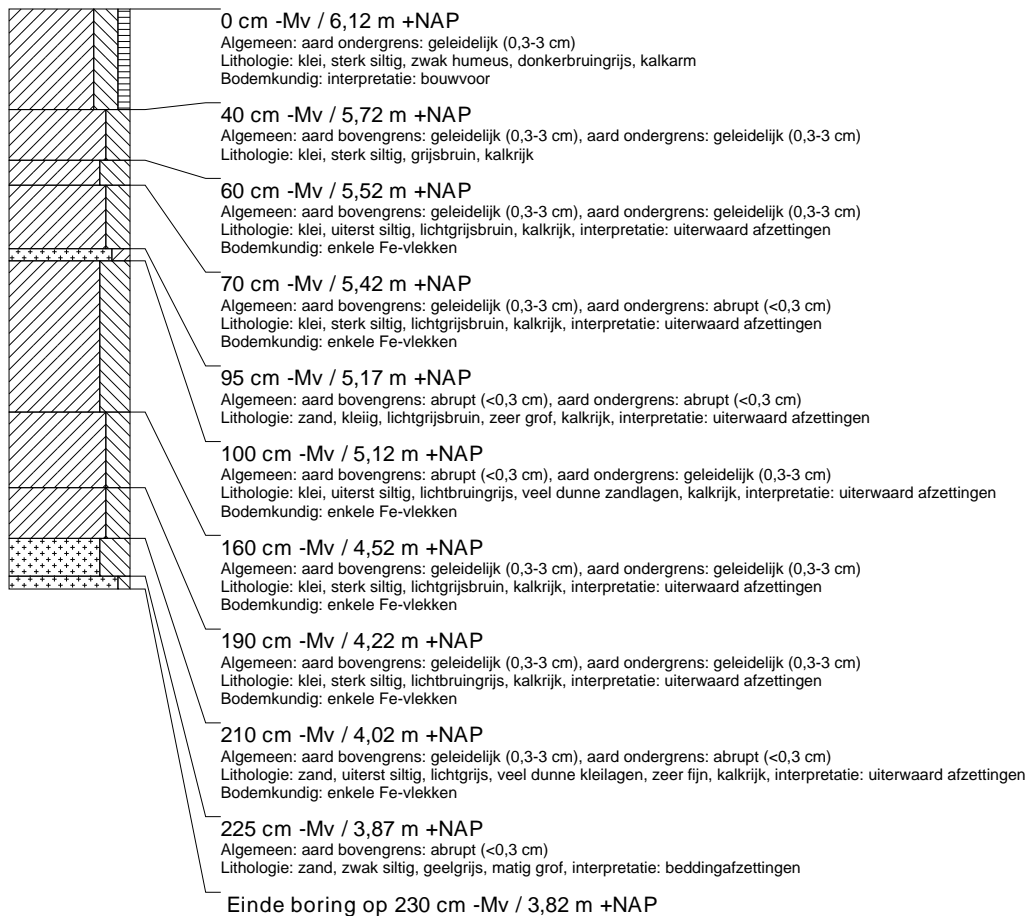 0 cm -Mv / 6,12 m +NAP
Algemeen: aard ondergrens: geleidelijk (0,3-3 cm)
Lithologie: klei, sterk siltig, zwak humeus, donkerbruingrijs, kalkarm
Bodemkundig: interpretatie: bouwvoor
40 cm -Mv / 5,72 m +NAP
Algemeen: aard bovengrens: geleidelijk (0,3-3 cm), aard ondergrens: geleidelijk (0,3-3 cm)
Lithologie: klei, sterk siltig, grijsbruin, kalkrijk
60 cm -Mv / 5,52 m +NAP
Algemeen: aard bovengrens: geleidelijk (0,3-3 cm), aard ondergrens: geleidelijk (0,3-3 cm)
Lithologie: klei, uiterst siltig, lichtgrijsbruin, kalkrijk, interpretatie: uiterwaard afzettingen
Bodemkundig: enkele Fe-vlekken
70 cm -Mv / 5,42 m +NAP
Algemeen: aard bovengrens: geleidelijk (0,3-3 cm), aard ondergrens: abrupt (<0,3 cm)
Lithologie: klei, sterk siltig, lichtgrijsbruin, kalkrijk, interpretatie: uiterwaard afzettingen
Bodemkundig: enkele Fe-vlekken
95 cm -Mv / 5,17 m +NAP
Algemeen: aard bovengrens: abrupt (<0,3 cm), aard ondergrens: abrupt (<0,3 cm)
Lithologie: zand, kleiig, lichtgrijsbruin, zeer grof, kalkrijk, interpretatie: uiterwaard afzettingen
100 cm -Mv / 5,12 m +NAP
Algemeen: aard bovengrens: abrupt (<0,3 cm), aard ondergrens: geleidelijk (0,3-3 cm)
Lithologie: klei, uiterst siltig, lichtbruingrijs, veel dunne zandlagen, kalkrijk, interpretatie: uiterwaard afzettingen
Bodemkundig: enkele Fe-vlekken
160 cm -Mv / 4,52 m +NAP
Algemeen: aard bovengrens: geleidelijk (0,3-3 cm), aard ondergrens: geleidelijk (0,3-3 cm)
Lithologie: klei, sterk siltig, lichtgrijsbruin, kalkrijk, interpretatie: uiterwaard afzettingen
Bodemkundig: enkele Fe-vlekken
190 cm -Mv / 4,22 m +NAP
Algemeen: aard bovengrens: geleidelijk (0,3-3 cm), aard ondergrens: geleidelijk (0,3-3 cm)
Lithologie: klei, sterk siltig, lichtbruingrijs, kalkrijk, interpretatie: uiterwaard afzettingen
Bodemkundig: enkele Fe-vlekken
210 cm -Mv / 4,02 m +NAP
Algemeen: aard bovengrens: geleidelijk (0,3-3 cm), aard ondergrens: abrupt (<0,3 cm)
Lithologie: zand, uiterst siltig, lichtgrijs, veel dunne kleilagen, zeer fijn, kalkrijk, interpretatie: uiterwaard afzettingen
Bodemkundig: enkele Fe-vlekken
225 cm -Mv / 3,87 m +NAP
Algemeen: aard bovengrens: abrupt (<0,3 cm)
Lithologie: zand, zwak siltig, geelgrijs, matig grof, interpretatie: beddingafzettingen
Einde boring op 230 cm -Mv / 3,82 m +NAP